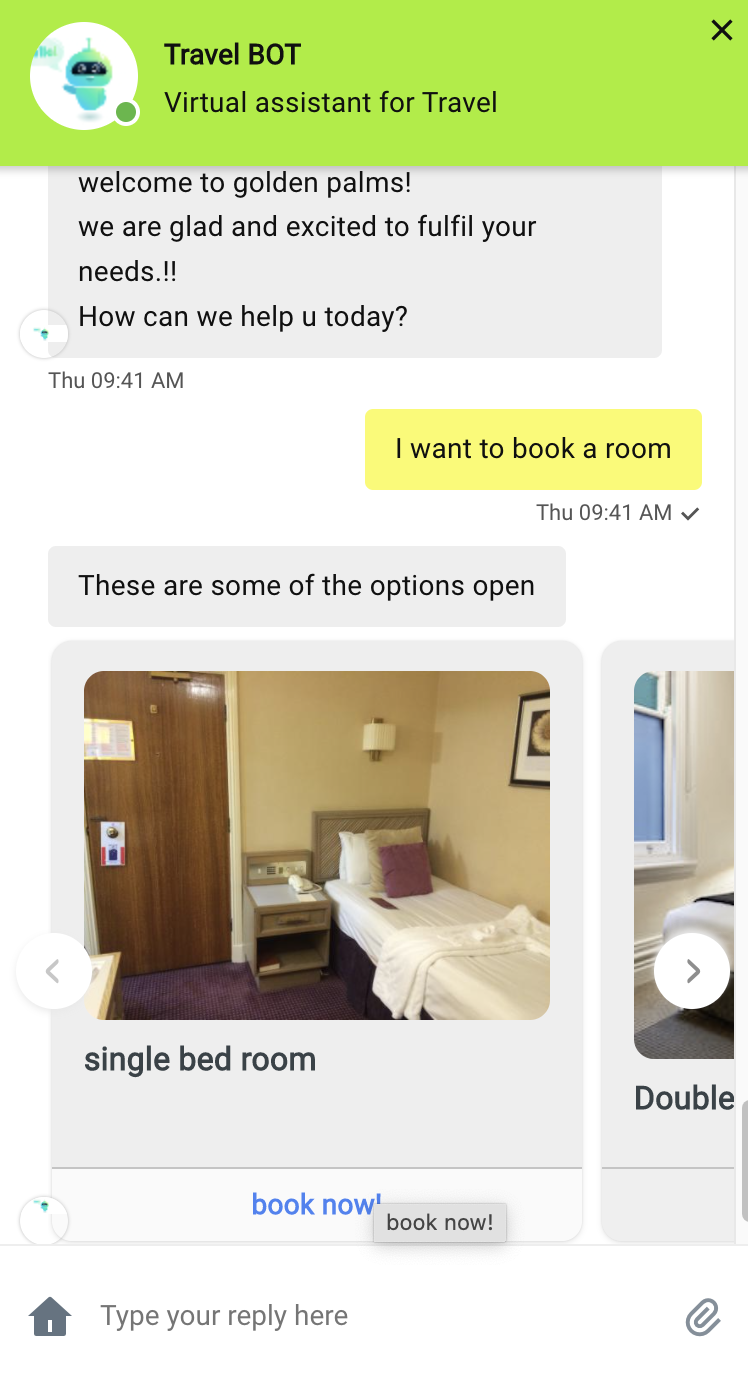 Travel BOT
Virtual assistant for Travel
welcome to golden palms!
we are glad and excited to fulfil your
needs.!!
How can we help u today?
Thu 09:41 AM
I want to book a room
Thu 09:41 AM
These are some of the options open
single bed room
Double
book now!
book now!
Type your reply here